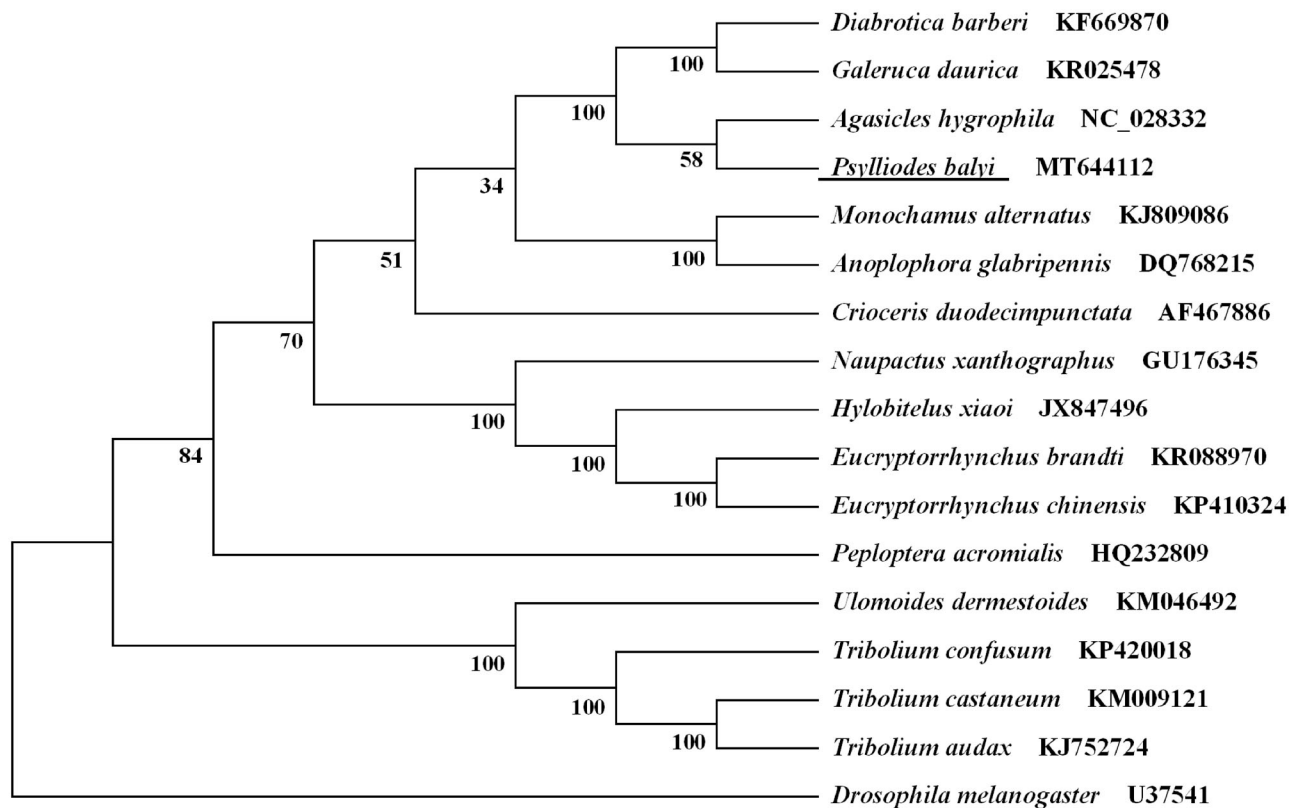 Diabrotica barberi KF669870
100
Galeruca daurica KR025478
100
Agasicles hygrophila NC_028332
58
Psylliodes balyi MT644112
34
Monochamus alternatus KJ809086
51
100
Anoplophora glabripennis DQ768215
Crioceris duodecimpunctata AF467886
70
Naupactus xanthographus GU176345
100
Hylobitelus xiaoi JX847496
84
100
Eucryptorrhynchus brandti KR088970
100
Eucryptorrhynchus chinensis KP410324
Peploptera acromialis HQ232809
Ulomoides dermestoides KM046492
100
Tribolium confusum KP420018
100
Tribolium castaneum KM009121
100
Tribolium audax KJ752724
Drosophila melanogaster U37541